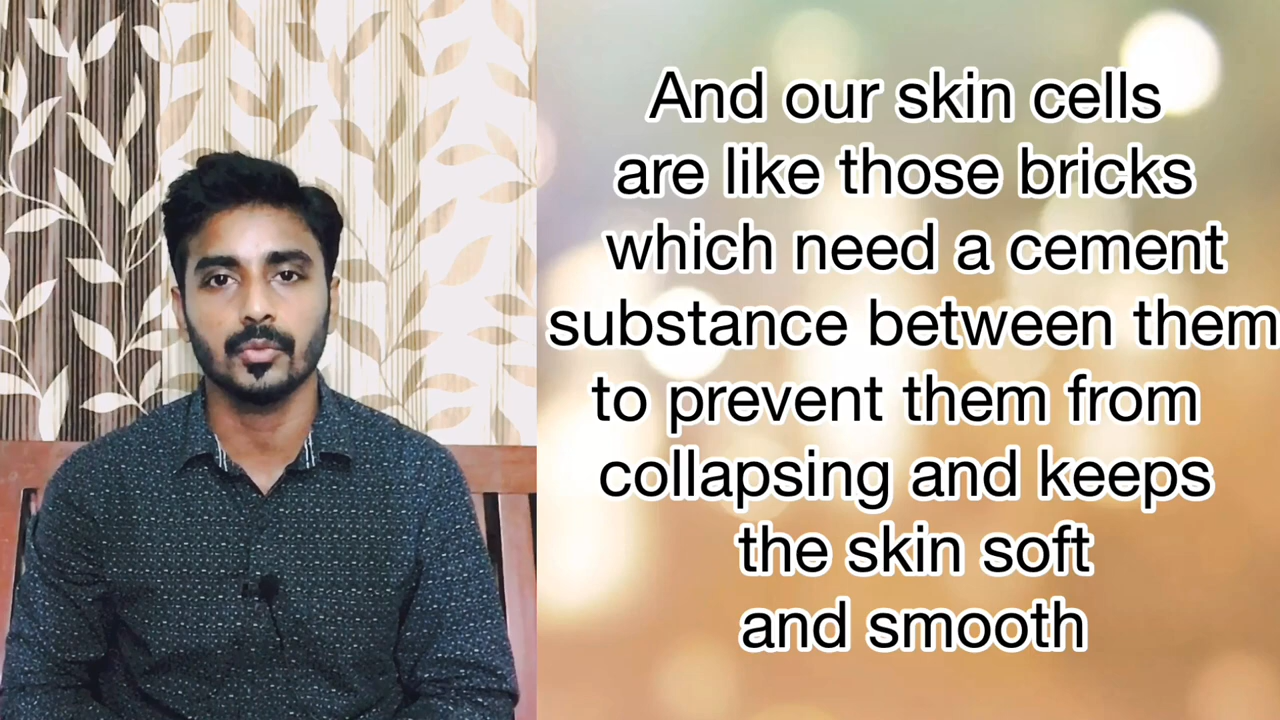 And our skin cells
are like those bricks
which need a cement
substance between them
to prevent them from
collapsing and keeps
the skin soft
and smooth